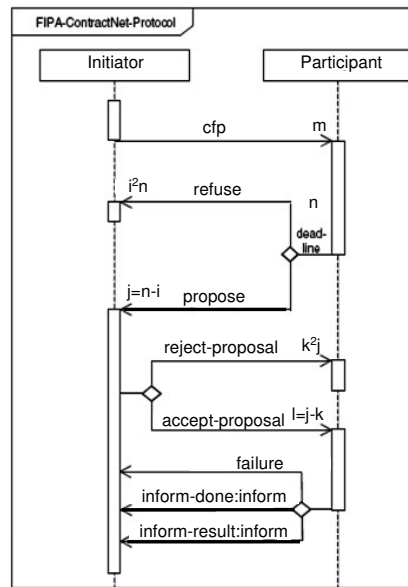 FIPA-ContractNet-Protocol
Initiator Participant
cfp m
i²n refuse n
dead-
line
j=n-i propose
reject-proposal k²j
accept-proposal l=j-k
failure
inform-done:inform
inform-result:inform